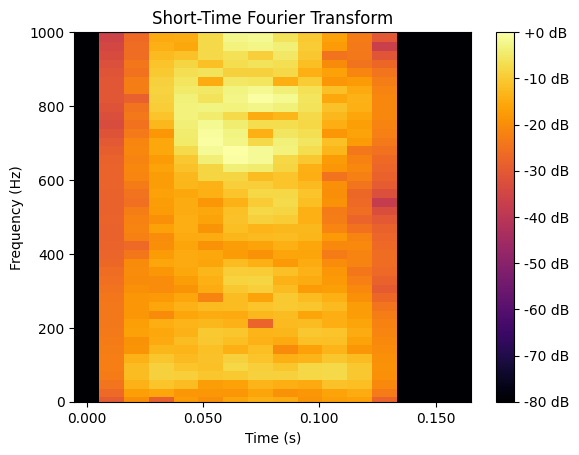 Short-Time Fourier Transform
1000
800
600
400
200
0
Frequency (Hz)
0.000
0.050
0.100
0.150
Time (s)
+0 dB
-10 dB
-20 dB
-30 dB
-40 dB
-50 dB
-60 dB
-70 dB
-80 dB